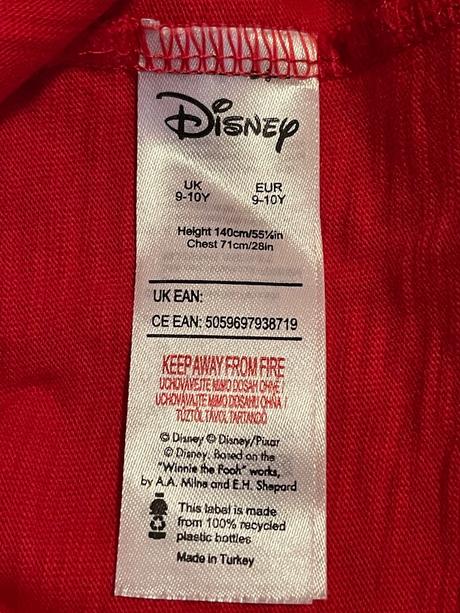 Disney
UK EUR
9-10Y 9-10Y
Height 140cm/55¼in
Chest 71cm/28in
UK EAN:
CE EAN: 5059697938719
KEEP AWAY FROM FIRE
UCHOVÁVEJTE MIMO DOSAH OHNĚ /
UCHOVÁVAJTE MIMO DOSAHU OHŇA /
TŰZTŐL TÁVOL TARTANDÓ
© Disney © Disney/Pixar
© Disney. Based on the
"Winnie the Pooh" works,
by A.A. Milne and E.H. Shepard
This label is made
from 100% recycled
plastic bottles
Made in Turkey